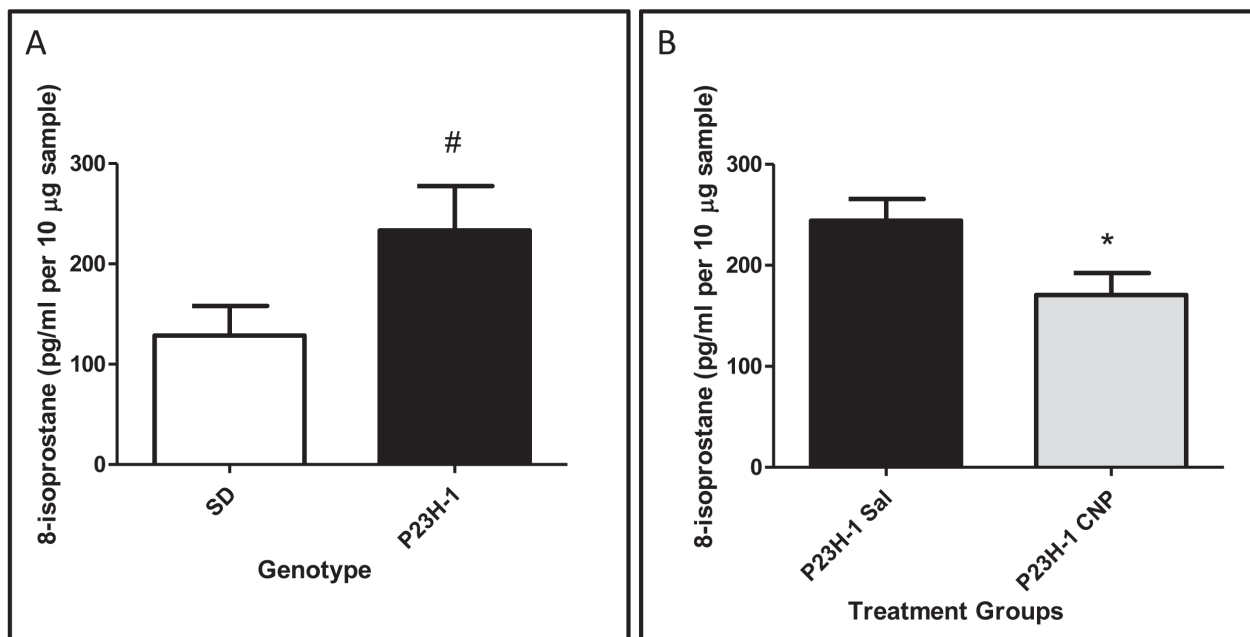 A
8-isoprostane (pg/ml per 10 μg sample)
300
200
100
0
#
SD
P23H-1
Genotype
B
8-isoprostane (pg/ml per 10 μg sample)
300
200
100
0
*
P23H-1 Sal
P23H-1 CNP
Treatment Groups